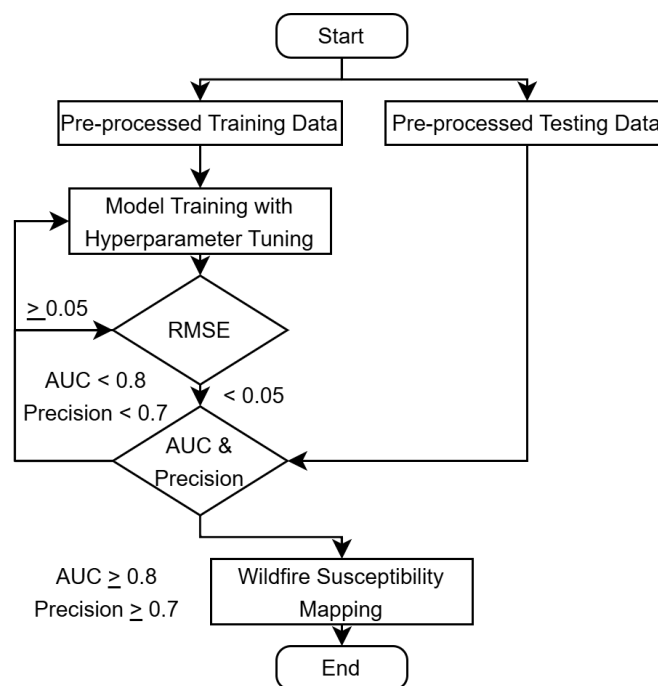 Start
Pre-processed Training Data
Pre-processed Testing Data
Model Training with
Hyperparameter Tuning
≥ 0.05
RMSE
AUC < 0.8
Precision < 0.7
< 0.05
AUC &
Precision
AUC ≥ 0.8
Precision ≥ 0.7
Wildfire Susceptibility
Mapping
End